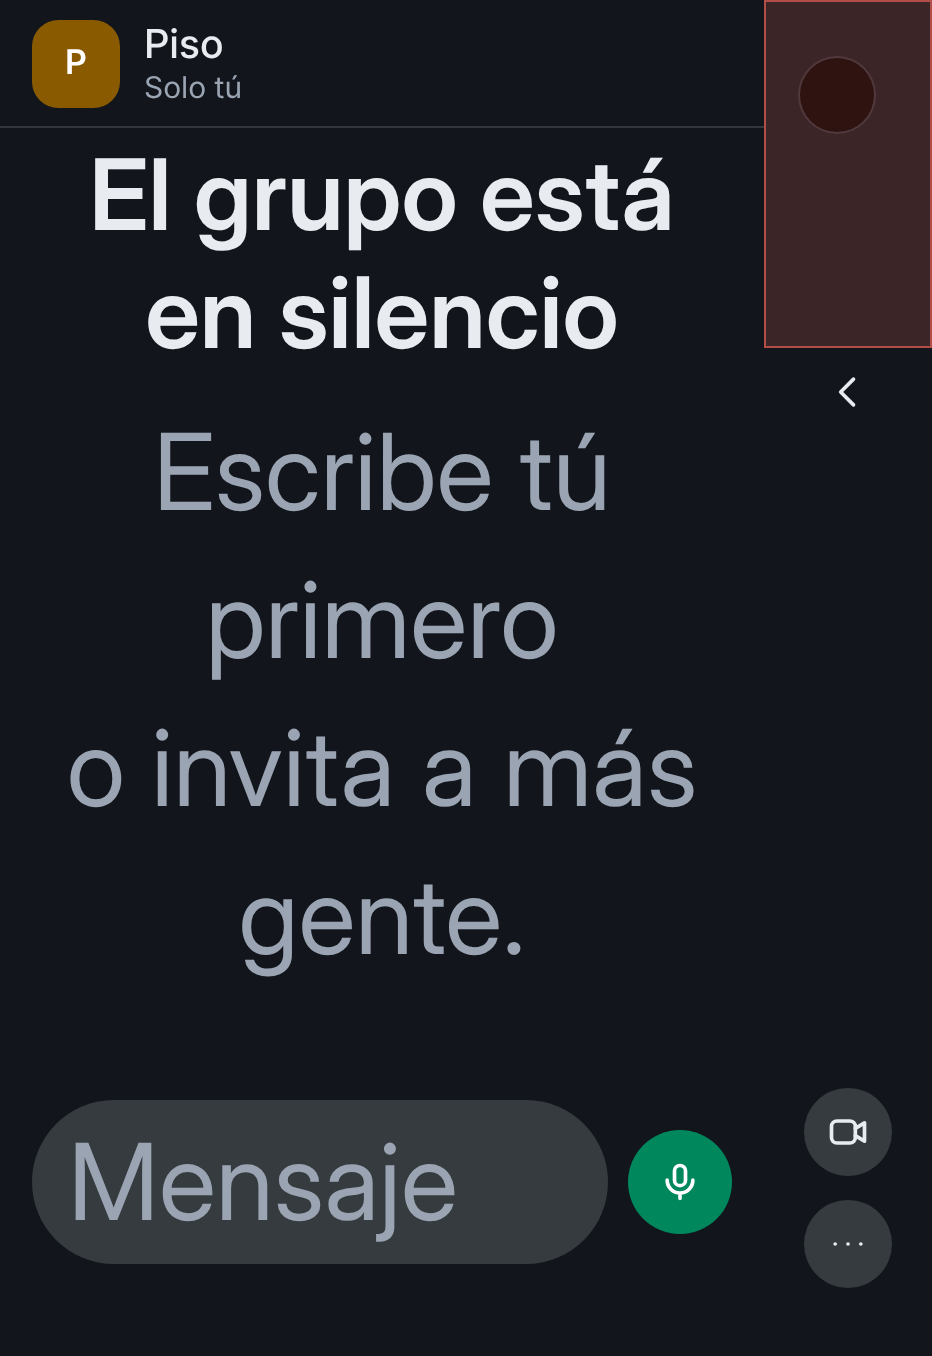 P
Piso
Solo tú
El grupo está
en silencio
Escribe tú
primero
o invita a más
gente.
Mensaje